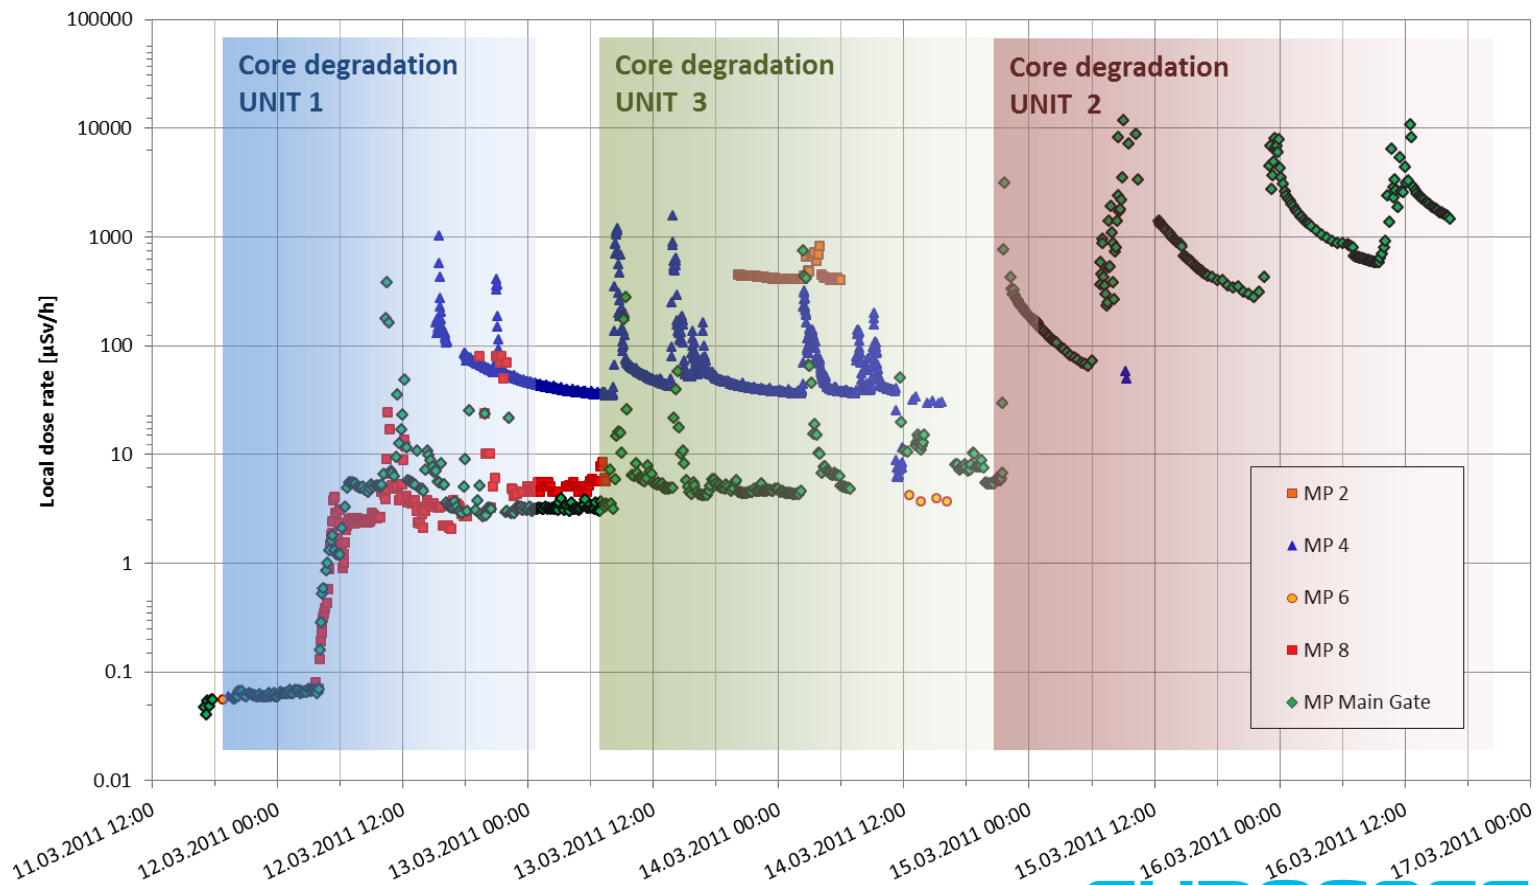 100000
10000
1000
100
10
1
0.1
0.01
Local dose rate [µSv/h]
Core degradation
UNIT 1
Core degradation
UNIT 3
Core degradation
UNIT 2
MP 2
MP 4
MP 6
MP 8
MP Main Gate
11.03.2011 12:00
12.03.2011 00:00
12.03.2011 12:00
13.03.2011 00:00
13.03.2011 12:00
14.03.2011 00:00
14.03.2011 12:00
15.03.2011 00:00
15.03.2011 12:00
16.03.2011 00:00
16.03.2011 12:00
17.03.2011 00:00